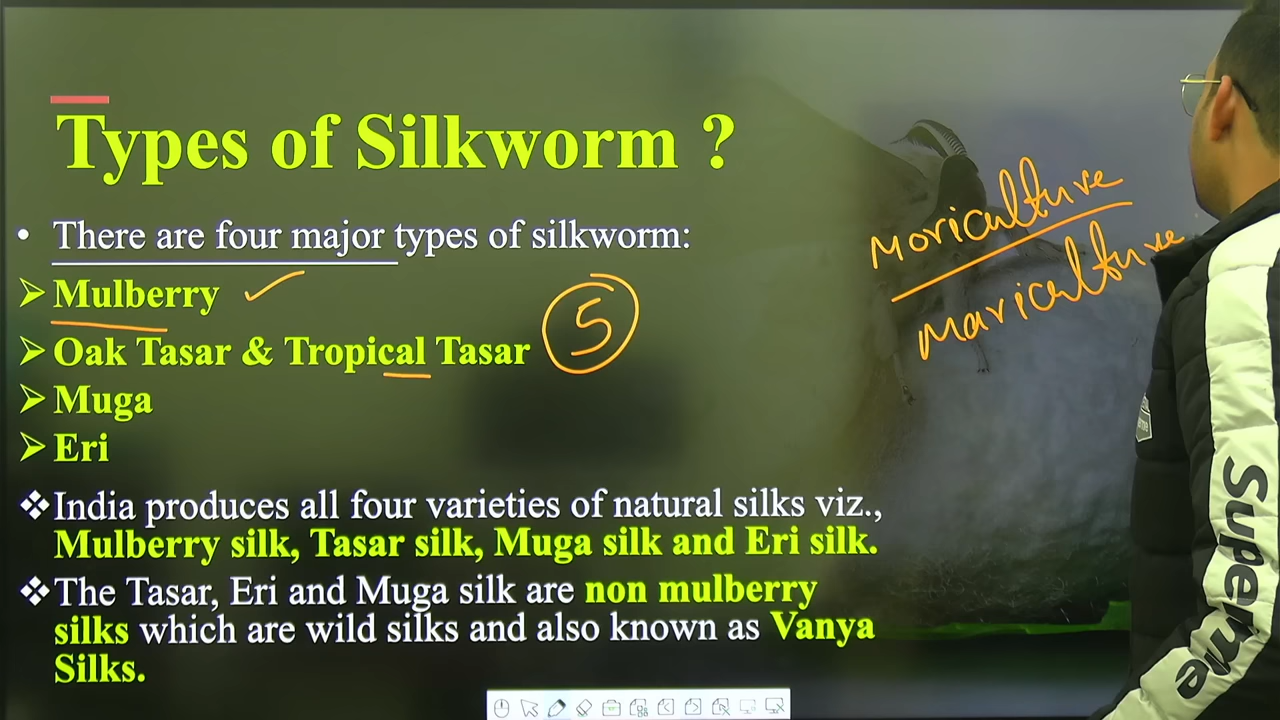 Types of Silkworm ?
• There are four major types of silkworm:
➢ Mulberry
➢ Oak Tasar & Tropical Tasar
5
➢ Muga
➢ Eri
❖ India produces all four varieties of natural silks viz.,
Mulberry silk, Tasar silk, Muga silk and Eri silk.
❖ The Tasar, Eri and Muga silk are non mulberry
silks which are wild silks and also known as Vanya
Silks.
Moriculture
Mariculture
Supeme